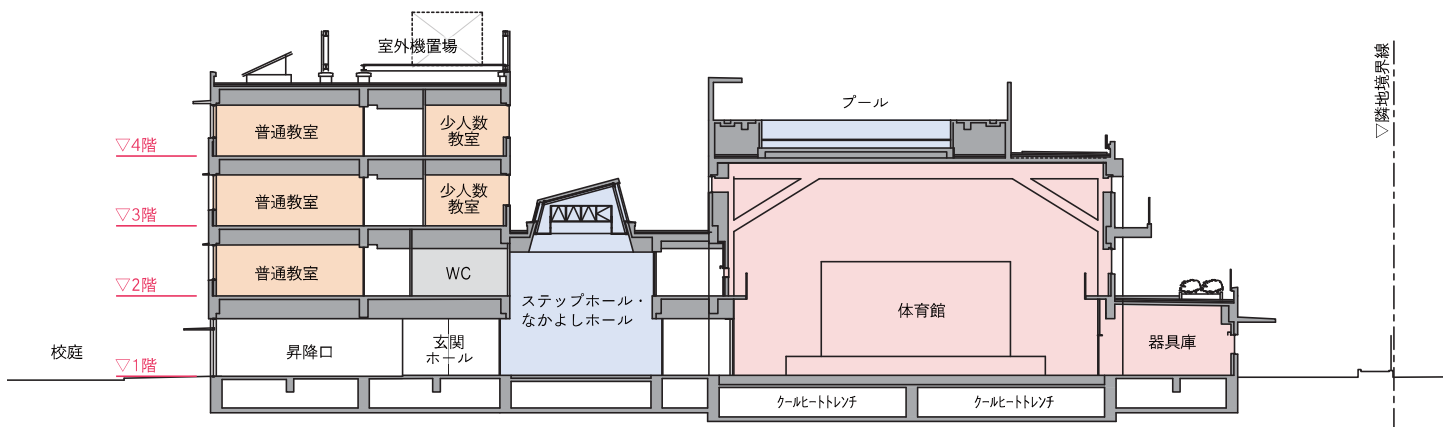 室外機置場
プール
▽隣地境界線
普通教室
少人数
教室
▽4階
普通教室
少人数
教室
▽3階
普通教室
WC
▽2階
ステップホール・
なかよしホール
体育館
校庭
▽1階
昇降口
玄関
ホール
器具庫
クールヒートトレンチ
クールヒートトレンチ